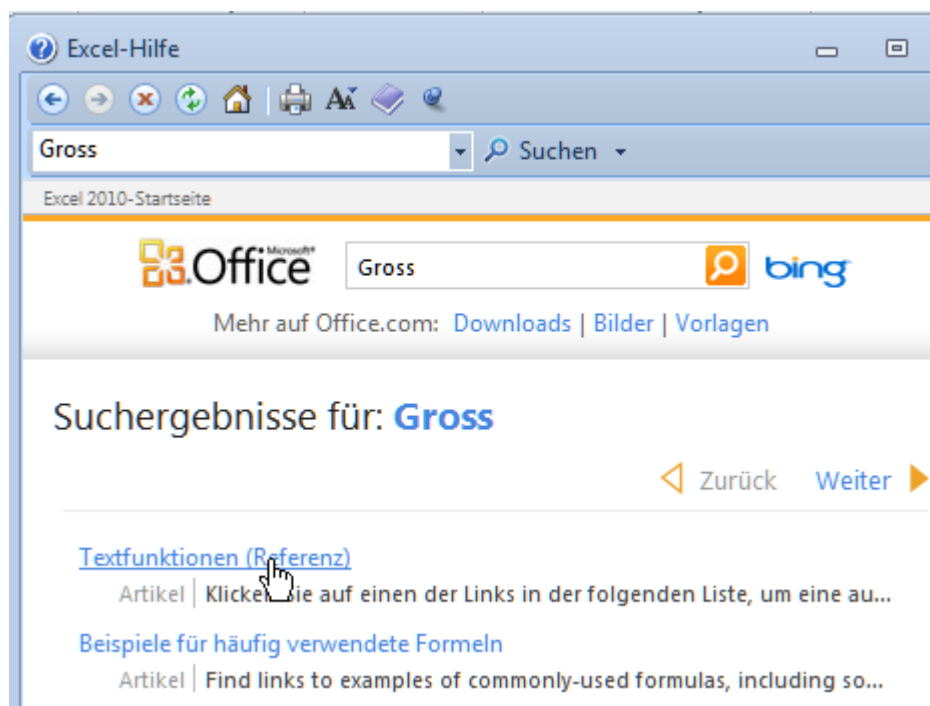 Excel-Hilfe
Gross Suchen
Excel 2010-Startseite
Microsoft® Office Gross bing
Mehr auf Office.com: Downloads | Bilder | Vorlagen
Suchergebnisse für: Gross
Zurück Weiter
Textfunktionen (Referenz)
Artikel | Klicken Sie auf einen der Links in der folgenden Liste, um eine au...
Beispiele für häufig verwendete Formeln
Artikel | Find links to examples of commonly-used formulas, including so...